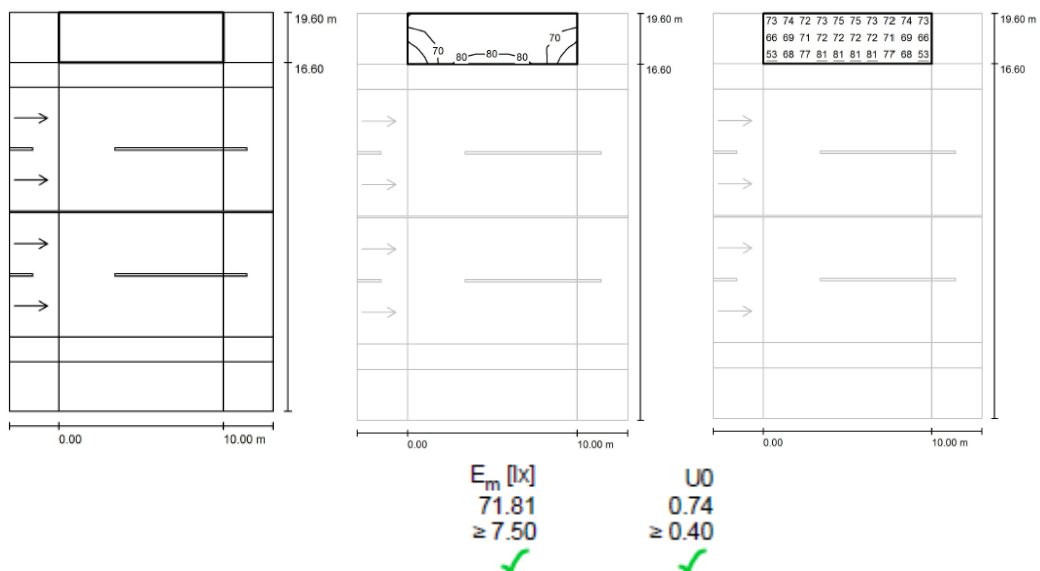 19.60 m
16.60
0.00
10.00 m
70
80
80
80
70
19.60 m
16.60
0.00
10.00 m
73 74 72 73 75 75 73 72 74 73
66 69 71 72 72 72 72 71 69 66
53 68 77 81 81 81 81 77 68 53
19.60 m
16.60
0.00
10.00 m
Em [lx] U0
71.81 0.74
≥ 7.50 ≥ 0.40